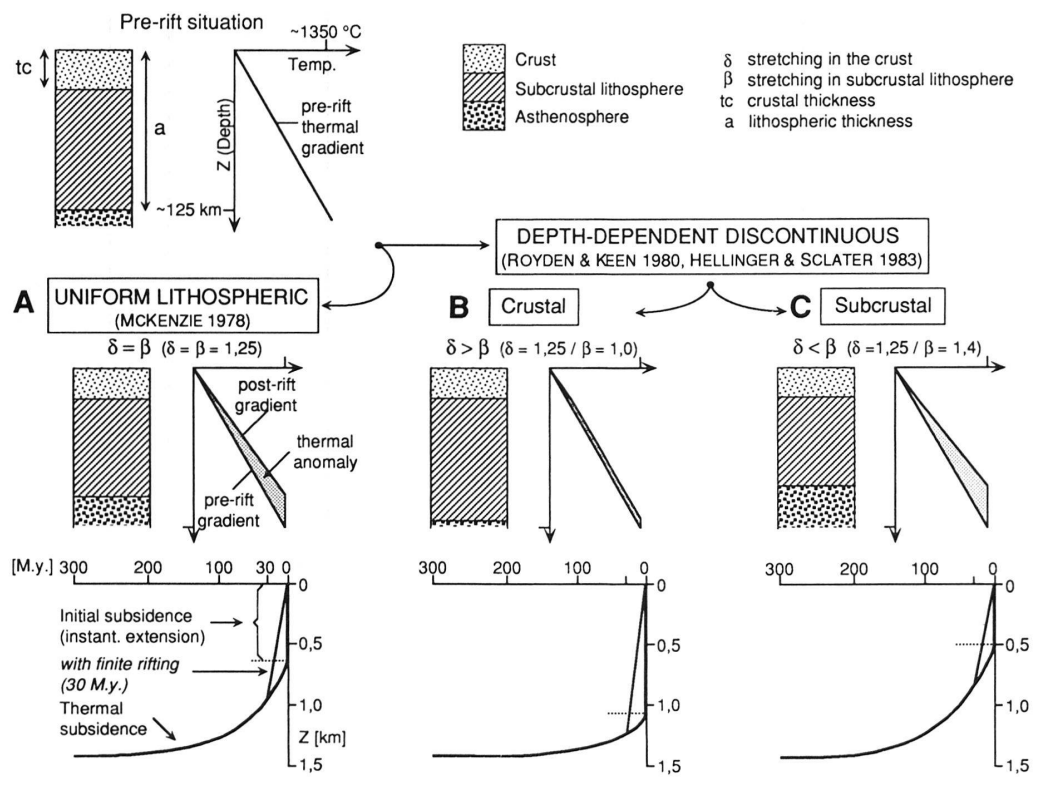 Pre-rift situation
~1350 °C
Temp.
tc
a
Z (Depth)
pre-rift
thermal
gradient
~125 km
Crust
Subcrustal lithosphere
Asthenosphere
δ stretching in the crust
β stretching in subcrustal lithosphere
tc crustal thickness
a lithospheric thickness
DEPTH-DEPENDENT DISCONTINUOUS
(ROYDEN & KEEN 1980, HELLINGER & SCLATER 1983)
A
UNIFORM LITHOSPHERIC
(MCKENZIE 1978)
δ = β (δ = β = 1,25)
post-rift
gradient
thermal
anomaly
pre-rift
gradient
[M.y.] 300 200 100 30 0
0
Initial subsidence
(instant. extension)
0,5
with finite rifting
(30 M.y.)
Thermal
subsidence
1,0
Z [km]
1,5
B Crustal
δ > β (δ = 1,25 / β = 1,0)
300 200 100 0
0
0,5
1,0
1,5
C Subcrustal
δ < β (δ =1,25 / β = 1,4)
300 200 100 0
0
0,5
1,0
1,5